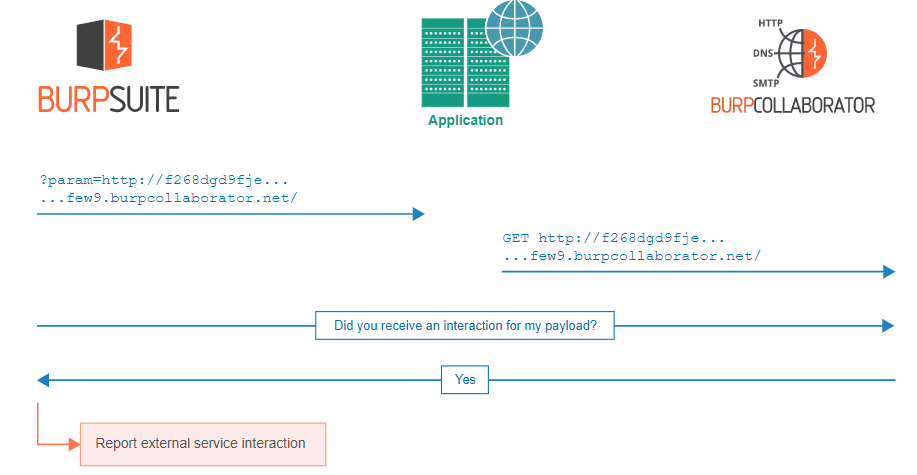 BURPSUITE
Application
HTTP
DNS
SMTP
BURPCOLLABORATOR
?param=http://f268dgd9fje...
...few9.burpcollaborator.net/
GET http://f268dgd9fje...
...few9.burpcollaborator.net/
Did you receive an interaction for my payload?
Yes
Report external service interaction